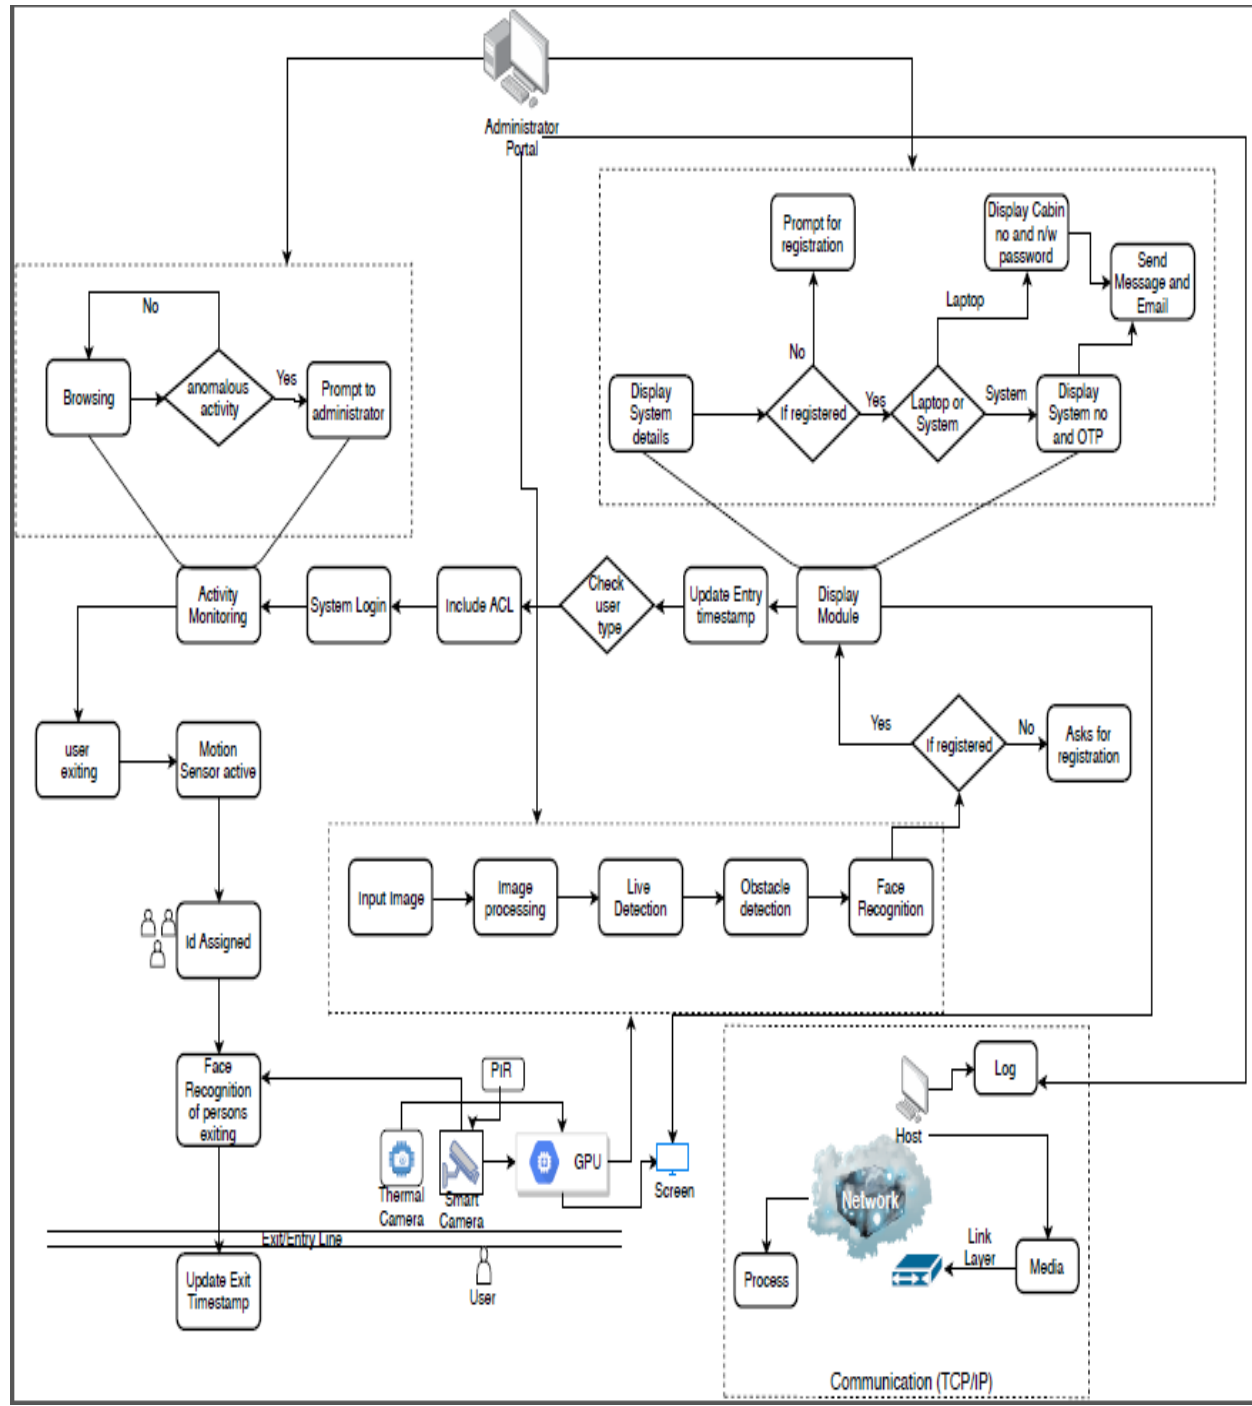 Administrator
Portal
Prompt for
registration
Display Cabin
no and n/w
password
Send
Message and
Email
Laptop
No
No
Browsing
anomalous
activity
Yes
Prompt to
administrator
Display
System
details
If registered
Yes
Laptop or
System
System
Display
System no
and OTP
Activity
Monitoring
System Login
Include ACL
Check
user
type
Update Entry
timestamp
Display
Module
user
exiting
Motion
Sensor active
Yes
If registered
No
Asks for
registration
Input Image
Image
processing
Live
Detection
Obstacle
detection
Face
Recognition
Id Assigned
Face
Recognition
of persons
exiting
PIR
Thermal
Camera
Smart
Camera
GPU
Screen
Log
Host
Network
Link
Layer
Media
Process
Exit/Entry Line
Update Exit
Timestamp
User
Communication (TCP/IP)